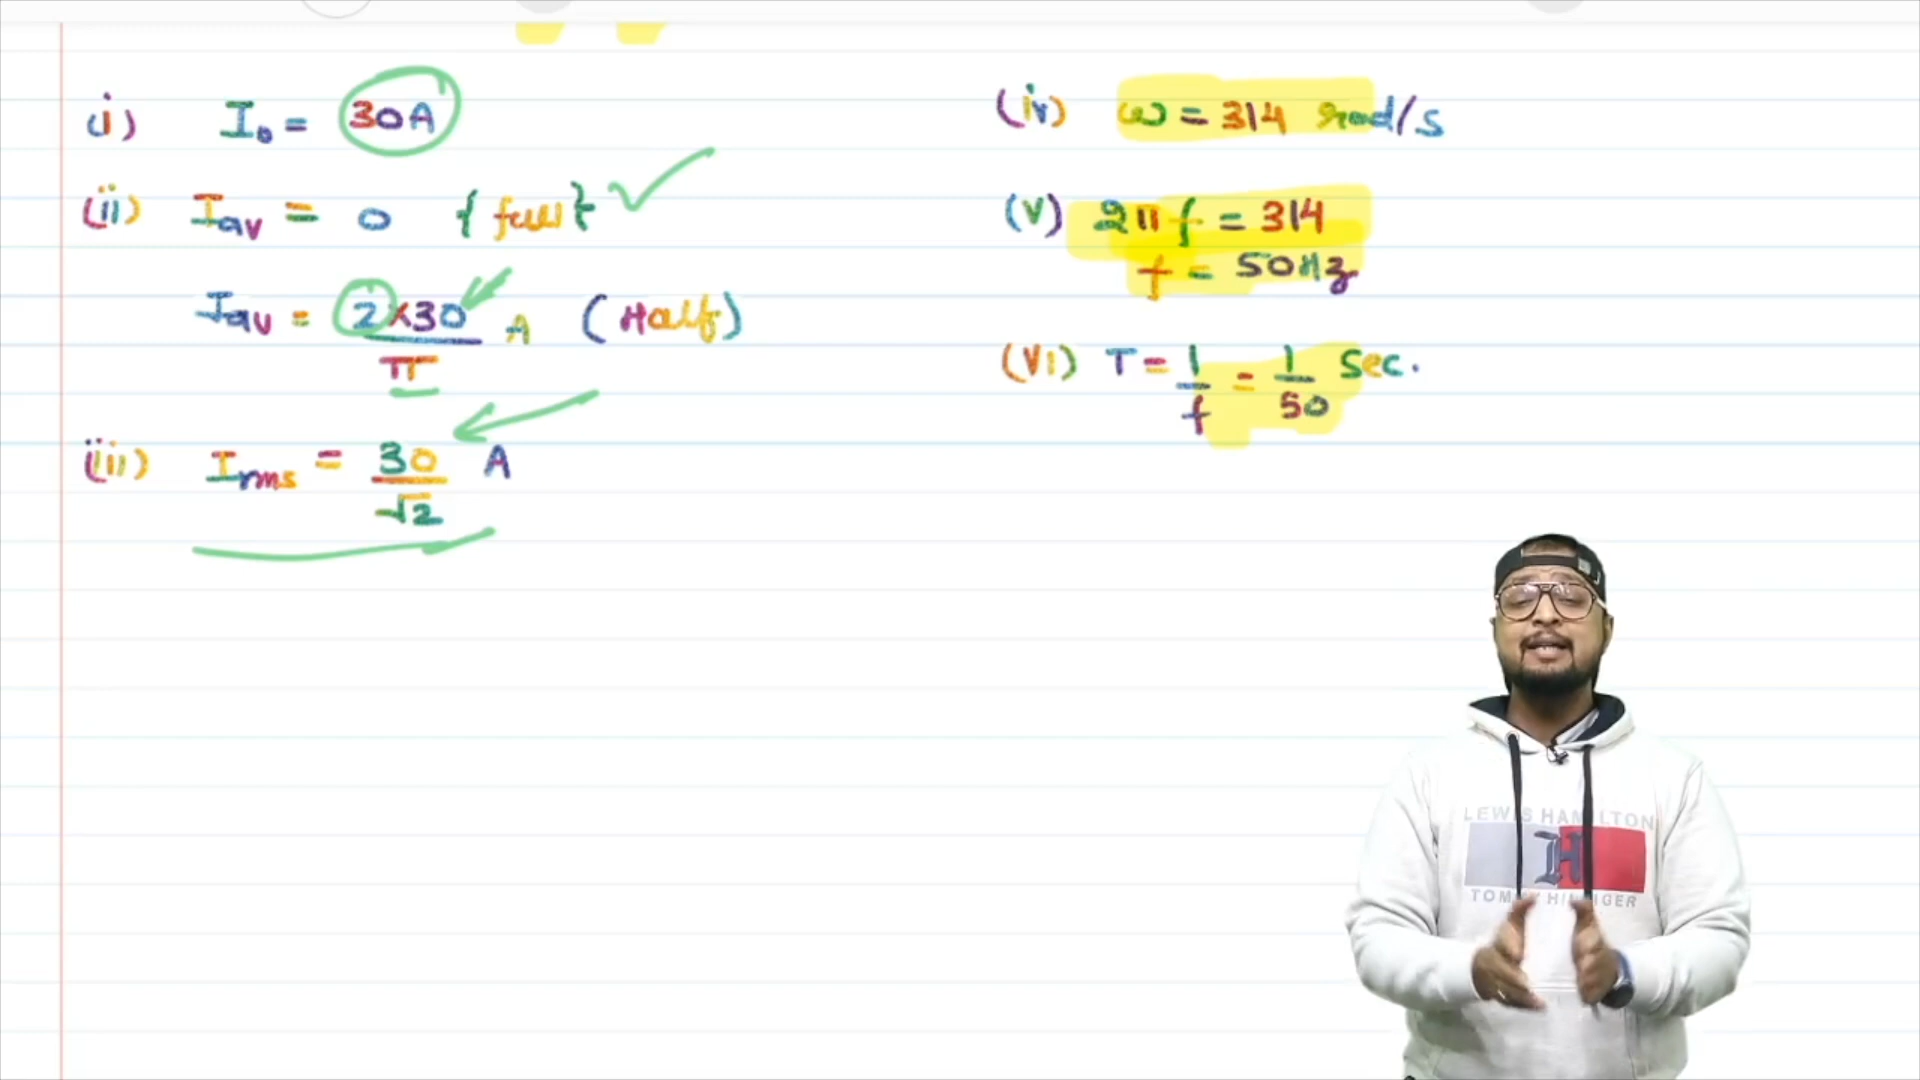 (i) I₀ = 30A
(ii) Iav = 0 { full }
Iav = 2×30/π A (Half)
(iii) Irms = 30/√2 A
(iv) ω = 314 rad/s
(v) 2πf = 314
f = 50Hz
(vi) T = 1/f = 1/50 Sec.
LEWIS HAMILTON
H
TOMMY HILFIGER